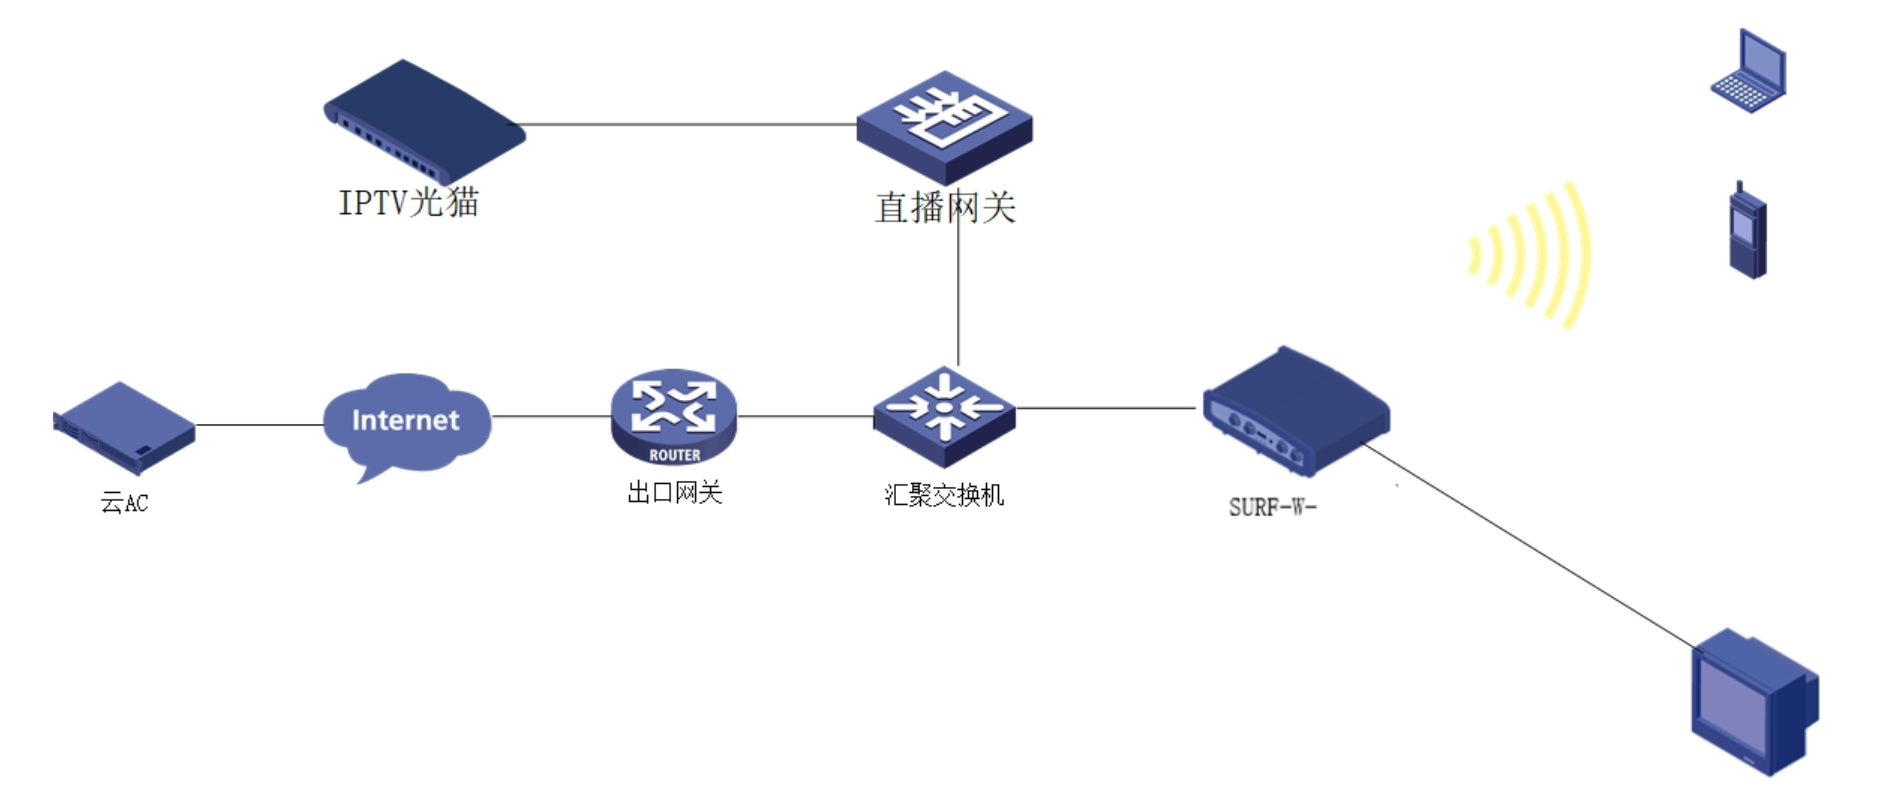 IPTV光猫
直播网关
Internet
ROUTER
云AC
出口网关
汇聚交换机
SURF-W-